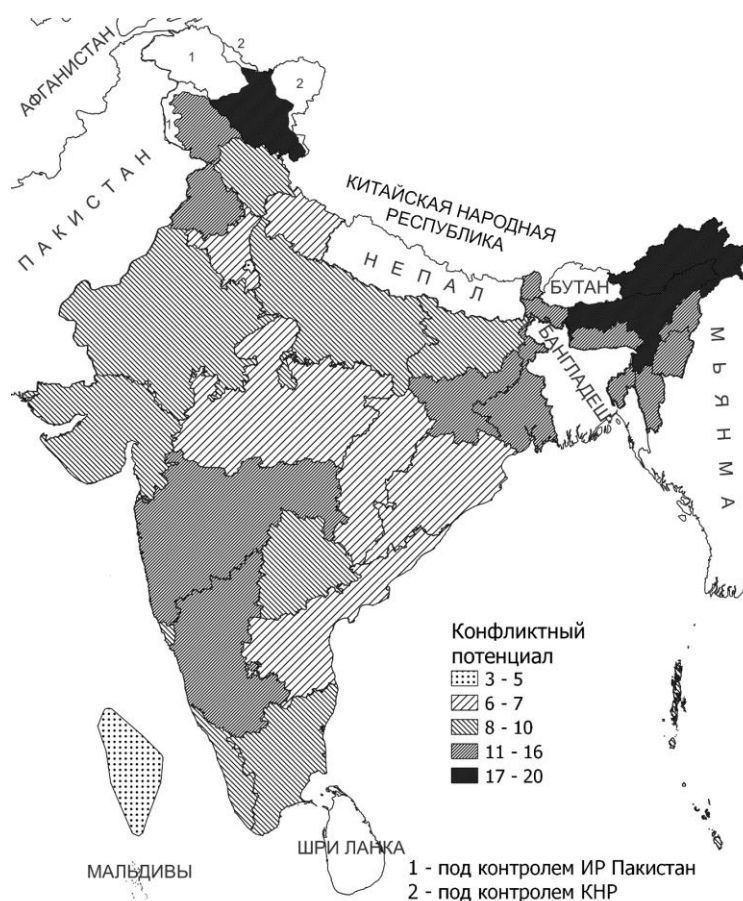 АФГАНИСТАН
1
2
2
1
ПАКИСТАН
КИТАЙСКАЯ НАРОДНАЯ
РЕСПУБЛИКА
НЕПАЛ
БУТАН
БАНГЛАДЕШ
МЬЯНМА
Конфликтный
потенциал
3 - 5
6 - 7
8 - 10
11 - 16
17 - 20
МАЛЬДИВЫ
ШРИ ЛАНКА
1 - под контролем ИР Пакистан
2 - под контролем КНР